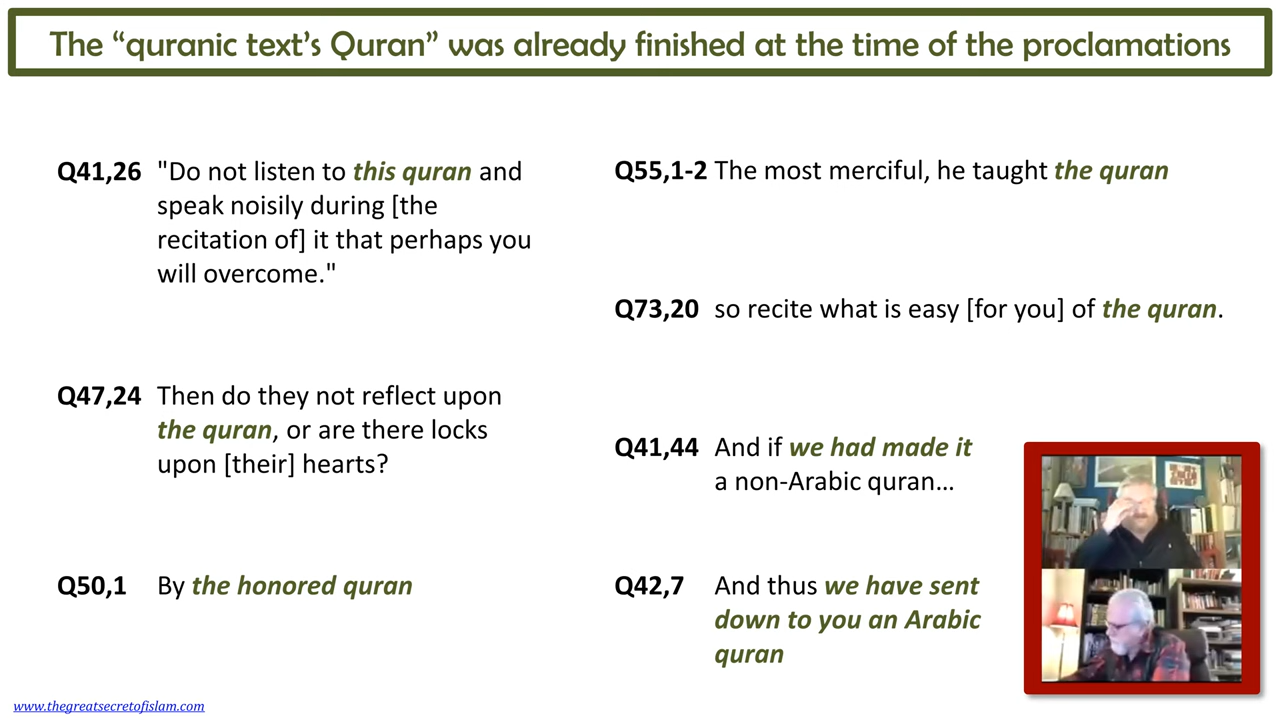 The “quranic text’s Quran” was already finished at the time of the proclamations
Q41,26 "Do not listen to this quran and
speak noisily during [the
recitation of] it that perhaps you
will overcome."
Q47,24 Then do they not reflect upon
the quran, or are there locks
upon [their] hearts?
Q50,1 By the honored quran
Q55,1-2 The most merciful, he taught the quran
Q73,20 so recite what is easy [for you] of the quran.
Q41,44 And if we had made it
a non-Arabic quran…
Q42,7 And thus we have sent
down to you an Arabic
quran
www.thegreatsecretofislam.com